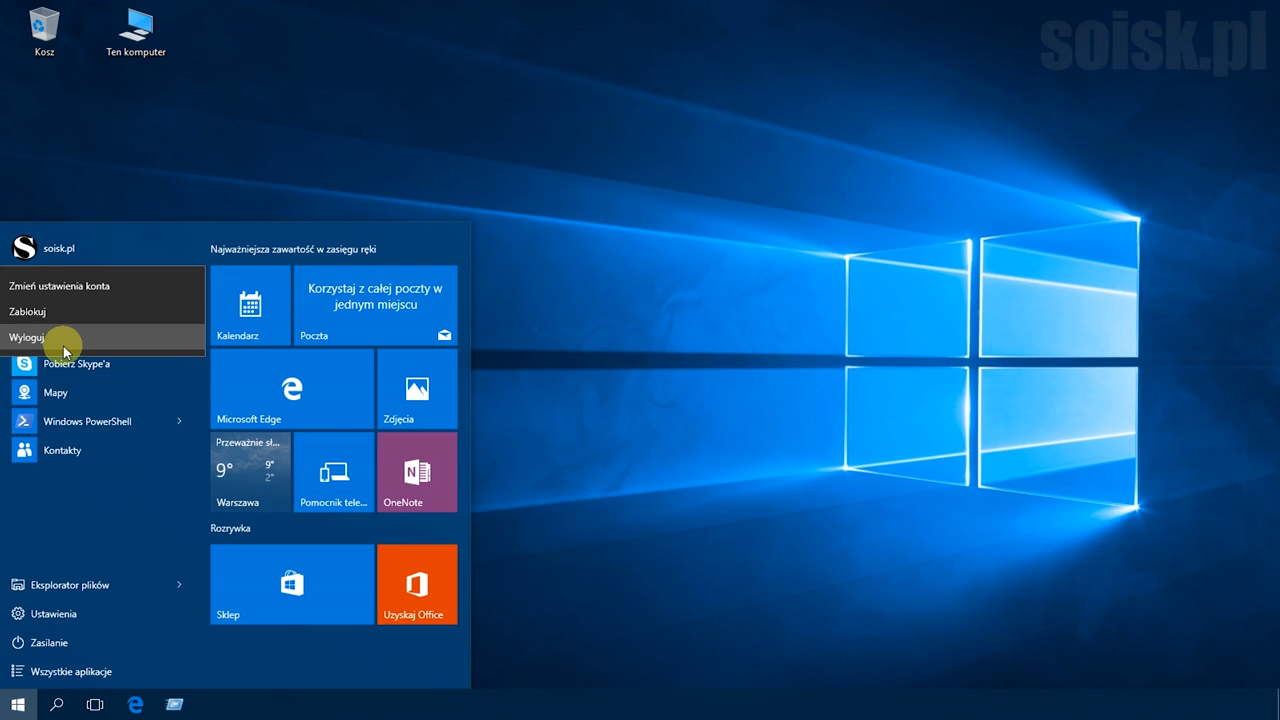 soisk.pl
Kosz
Ten komputer
soisk.pl
Zmień ustawienia konta
Zablokuj
Wyloguj
Pobierz Skype'a
Mapy
Windows PowerShell
Kontakty
Eksplorator plików
Ustawienia
Zasilanie
Wszystkie aplikacje
Najważniejsza zawartość w zasięgu ręki
Kalendarz
Korzystaj z całej poczty w
jednym miejscu
Poczta
Microsoft Edge
Zdjęcia
Przeważnie sł...
9°
9°
2°
Warszawa
Pomocnik tele...
OneNote
Rozrywka
Sklep
Uzyskaj Office